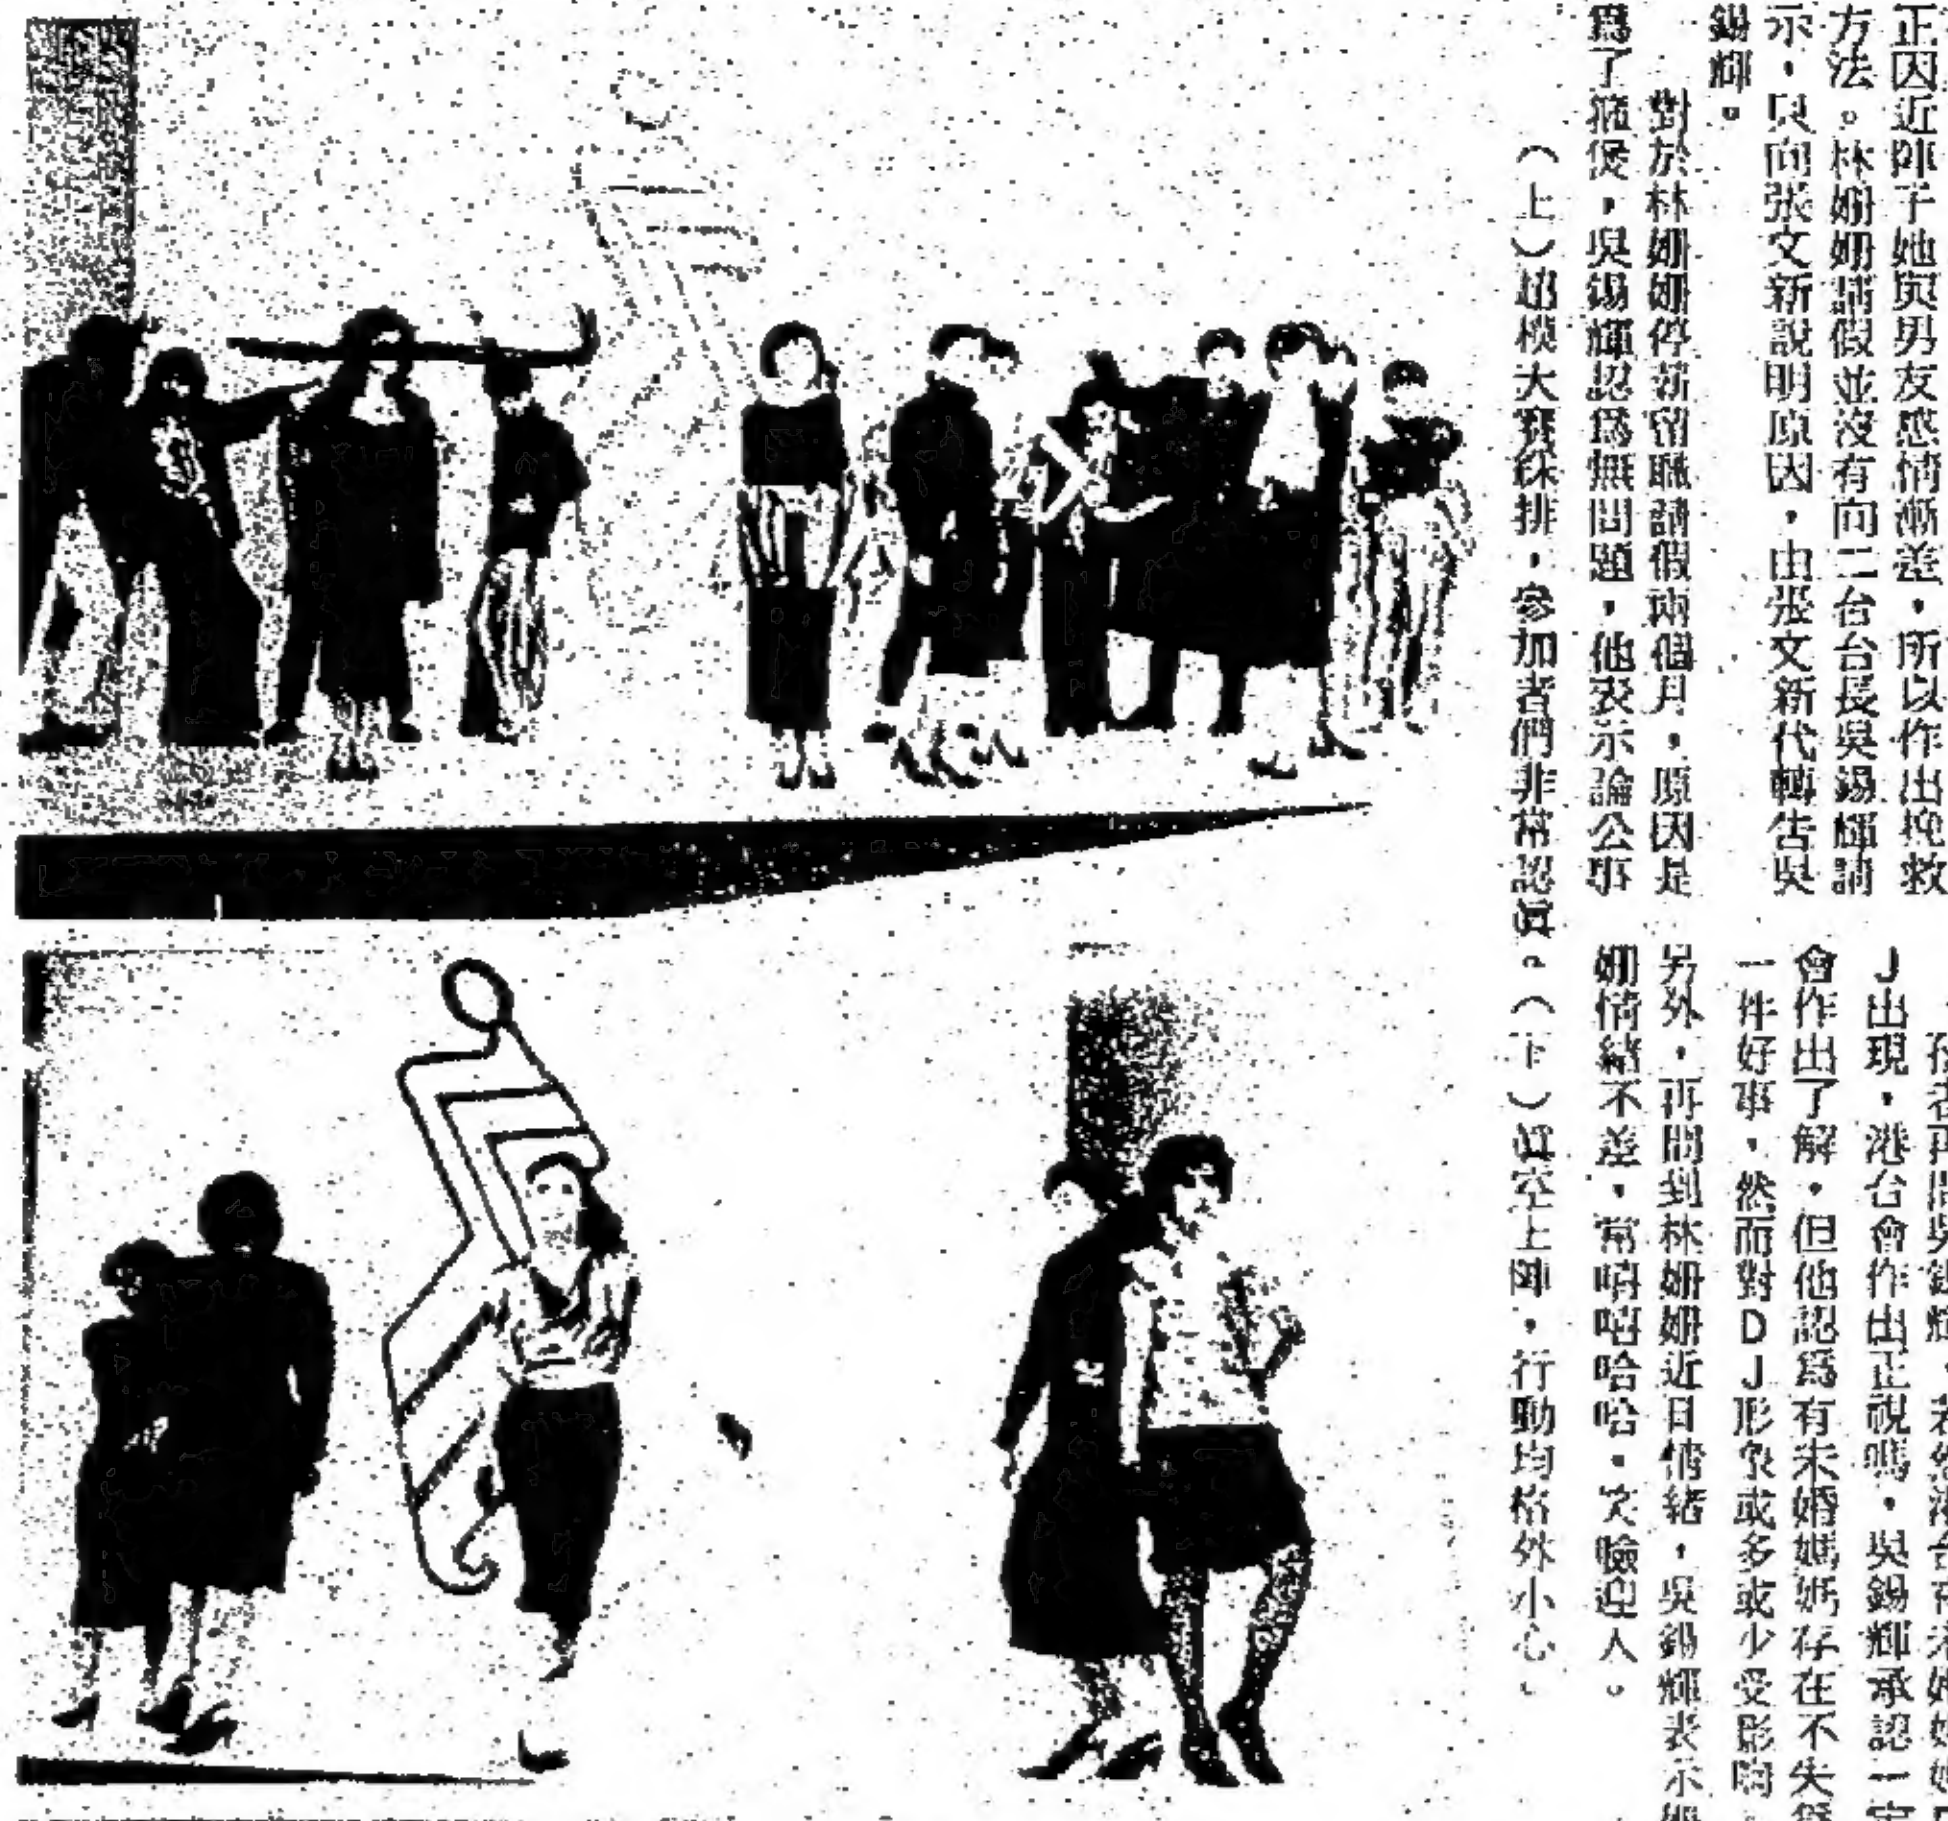 正因近陣子她與男友感情漸差，所以作出挽救
方法。林姍姍請假並沒有向二台台長吳錫輝請
示，只向張文新說明原因，由張文新代轉告吳
錫輝。
對於林姍姍停薪留職請假兩個月，原因是
爲了箍煲，吳錫輝認爲無問題，他表示論公事
J出現，港台會作出正視嗎，吳錫輝承認一定
會作出了解，但他認爲有未婚媽媽存在不失爲
一件好事，然而對DJ形象或多或少受影響
另外，再問到林姍姍近日情緒，吳錫輝表示
姍情緒不差，常嘻嘻哈哈，笑臉迎人。
（上）超模大賽綵排，參加者們非常認眞。（下）眞空上陣，行動均格外小心。